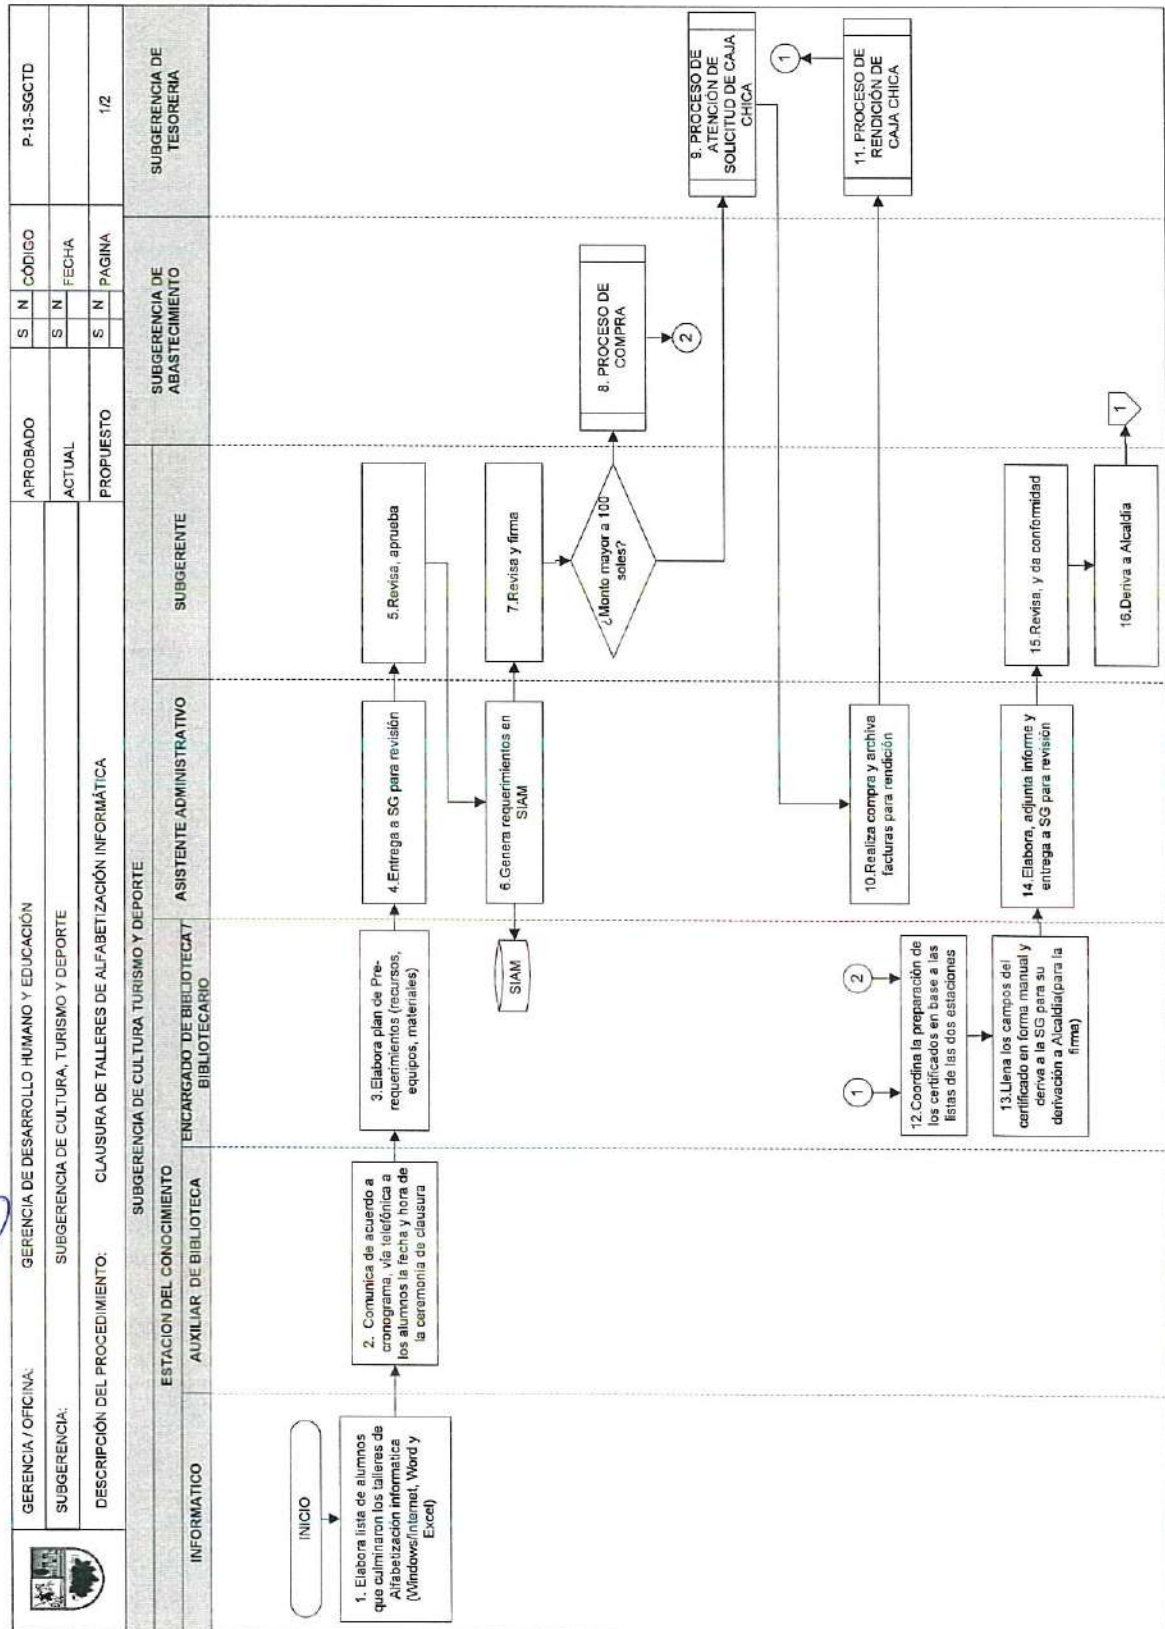 GERENCIA / OFICINA: GERENCIA DE DESARROLLO HUMANO Y EDUCACIÓN APROBADO S N CÓDIGO P-13-SGCTD
SUBGERENCIA: SUBGERENCIA DE CULTURA, TURISMO Y DEPORTE ACTUAL S N FECHA
DESCRIPCIÓN DEL PROCEDIMIENTO: CLAUSURA DE TALLERES DE ALFABETIZACIÓN INFORMÁTICA PROPUESTO S N PAGINA 1/2
SUBGERENCIA DE CULTURA TURISMO Y DEPORTE
ESTACION DEL CONOCIMIENTO
INFORMATICO
AUXILIAR DE BIBLIOTECA
ENCARGADO DE BIBLIOTECA /
BIBLIOTECARIO
ASISTENTE ADMINISTRATIVO
SUBGERENTE
SUBGERENCIA DE
ABASTECIMIENTO
SUBGERENCIA DE
TESORERIA
INICIO
1. Elabora lista de alumnos
que culminaron los talleres de
Alfabetización informatica
(Windows/Internet, Word y
Excel)
2. Comunica de acuerdo a
cronograma, vía telefónica a
los alumnos la fecha y hora de
la ceremonia de clausura
3.Elabora plan de Pre-
requerimientos (recursos,
equipos, materiales)
4.Entrega a SG para revisión
5.Revisa, aprueba
6.Genera requerimientos en
SIAM
SIAM
7.Revisa y firma
¿Monto mayor a 100
soles?
8. PROCESO DE
COMPRA
2
9. PROCESO DE
ATENCIÓN DE
SOLICITUD DE CAJA
CHICA
10.Realiza compra y archiva
facturas para rendición
11. PROCESO DE
RENDICIÓN DE
CAJA CHICA
1
1
2
12.Coordina la preparación de
los certificados en base a las
listas de las dos estaciones
13.Llena los campos del
certificado en forma manual y
deriva a la SG para su
derivación a Alcaldía(para la
firma)
14.Elabora, adjunta informe y
entrega a SG para revisión
15.Revisa, y da conformidad
16.Deriva a Alcaldía
1